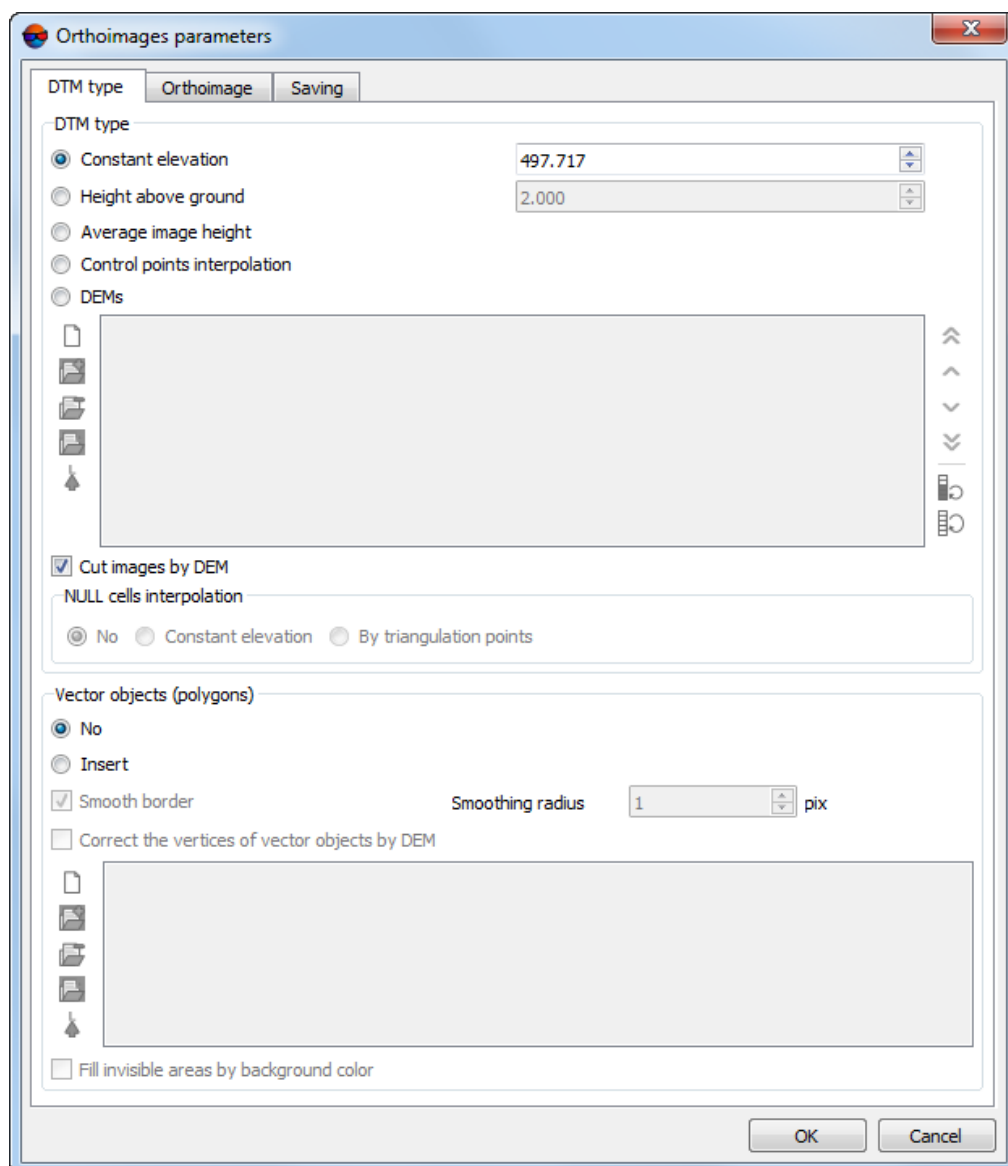 Orthoimages parameters
DTM type Orthoimage Saving
DTM type
Constant elevation 497.717
Height above ground 2.000
Average image height
Control points interpolation
DEMs
Cut images by DEM
NULL cells interpolation
No Constant elevation By triangulation points
Vector objects (polygons)
No
Insert
Smooth border Smoothing radius 1 pix
Correct the vertices of vector objects by DEM
Fill invisible areas by background color
OK Cancel